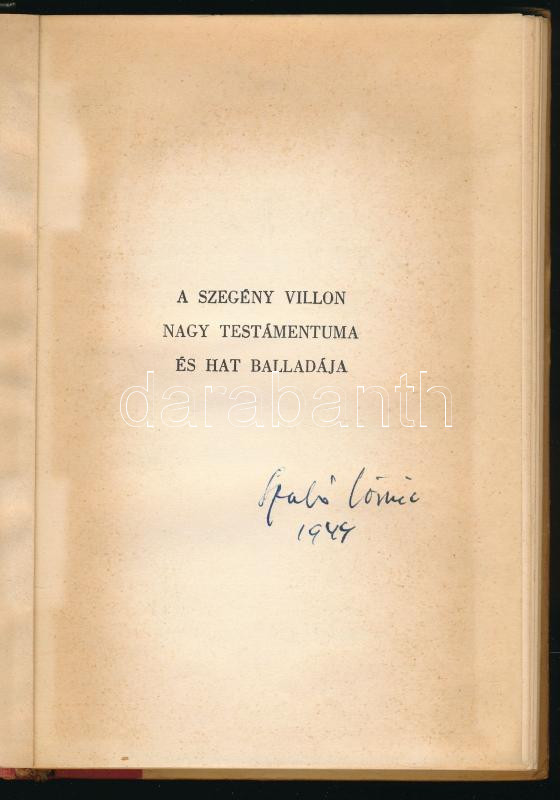 A SZEGÉNY VILLON
NAGY TESTÁMENTUMA
ÉS HAT BALLADÁJA
darabanth
Szabó Lőrinc
1944